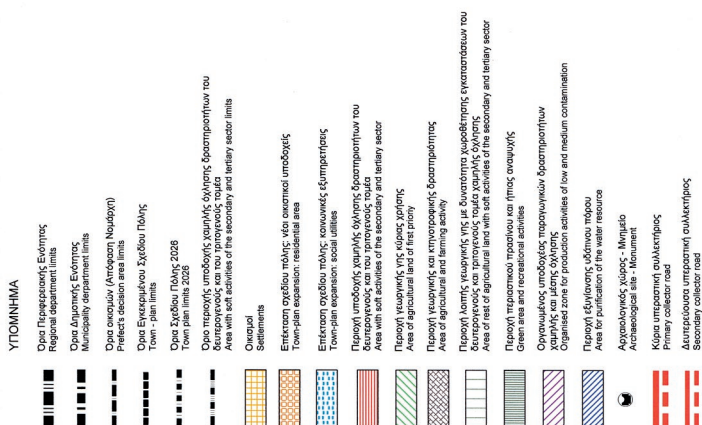 ΥΠΟΜΝΗΜΑ
Όρια Περιφερειακής Ενότητας
Regional department limits
Όρια Δημοτικής Ενότητας
Municipality derpartment limits
Όρια οικισμών (Απόφαση Νομάρχη)
Prefect's decision area limits
Όρια Εγκεκριμένου Σχεδίου Πόλης
Town - plan limits
Όρια Σχεδίου Πόλης 2026
Town plan limits 2026
Όριο περιοχής υποδοχής χαμηλής όχλησης δραστηριοτήτων του
δευτερογενούς και του τριτογενούς τομέα
Area with soft activities of the secondary and tertiary sector limits
Οικισμοί
Settlements
Επέκταση σχεδίου πόλης: νέοι οικιστικοί υποδοχείς
Town-plan expansion: residential area
Επέκταση σχεδίου πόλης: κοινωνικές εξυπηρετήσεις
Town-plan expansion: social utilities
Περιοχή υποδοχής χαμηλής όχλησης δραστηριοτήτων του
δευτερογενούς και του τριτογενούς τομέα
Area with soft activities of the secondary and tertiary sector
Περιοχή γεωργικής γης κύριας χρήσης
Area of agricultural land of first priority
Περιοχή γεωργικής και κτηνοτροφικής δραστηριότητας
Area of agricultural and farming activity
Περιοχή λοιπής γεωργικής γης με δυνατότητα χωροθέτησης εγκαταστάσεων του
δευτερογενούς και τριτογενούς τομέα χαμηλής όχλησης
Area of rest of agricultural land with soft activities of the secondary and tertiary sector
Περιοχή περιαστικού πρασίνου και ήπιας αναψυχής
Green area and recreational activities
Οργανωμένος υποδοχέας παραγωγικών δραστηριοτήτων
χαμηλής και μέσης όχλησης
Organised zone for production activities of low and medium contamination
Περιοχή εξυγίανσης υδάτινου πόρου
Area for purification of the water resource
Αρχαιολογικός χώρος - Μνημείο
Archaeological site - Monument
Κύρια υπεραστική συλλεκτήριος
Primary collector road
Δευτερεύουσα υπεραστική συλλεκτήριος
Secondary collector road